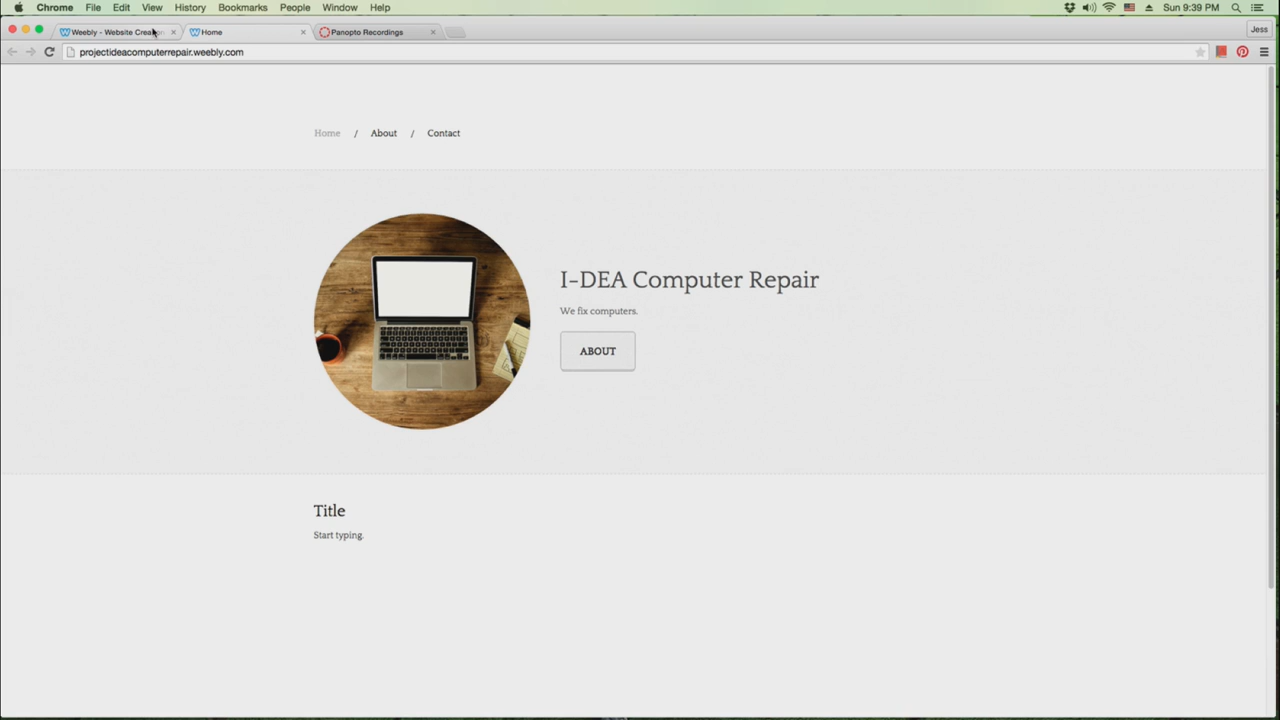 Chrome File Edit View History Bookmarks People Window Help Sun 9:39 PM
Weebly - Website Creation Home Panopto Recordings Jess
projectideacomputerrepair.weebly.com
Home / About / Contact
I-DEA Computer Repair
We fix computers.
ABOUT
Title
Start typing.